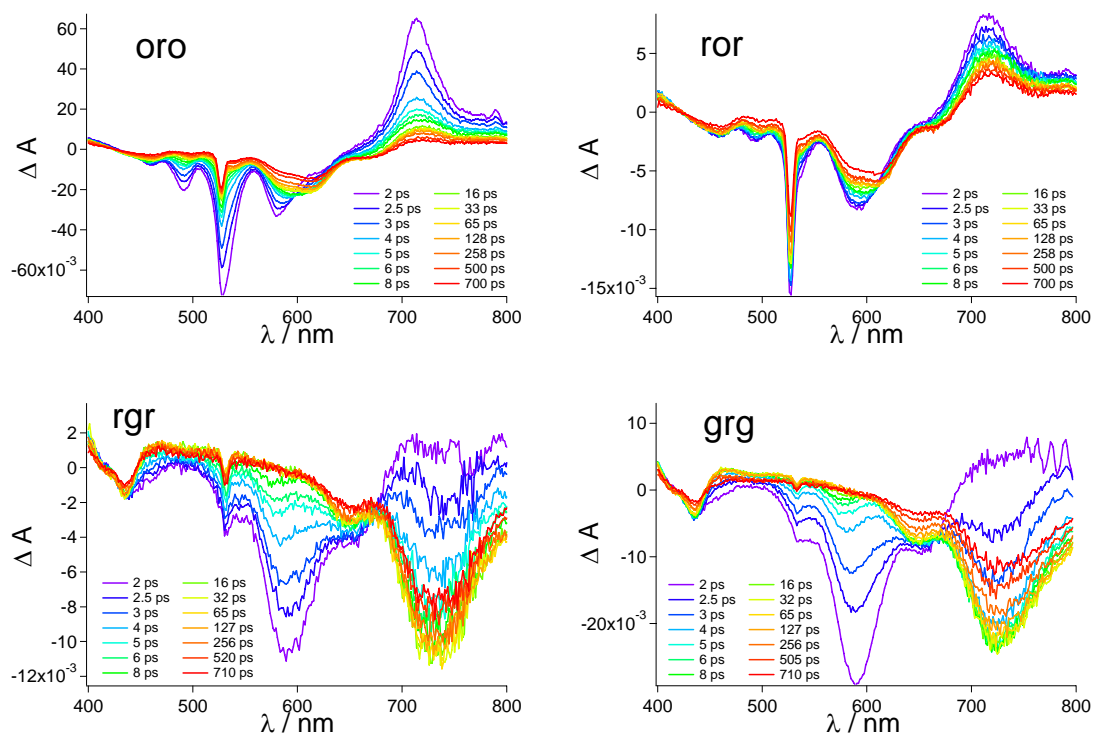 oro
60
40
20
0
-20
-40
-60x10⁻³
Δ A
400 500 600 700 800
λ / nm
2 ps 16 ps
2.5 ps 33 ps
3 ps 65 ps
4 ps 128 ps
5 ps 258 ps
6 ps 500 ps
8 ps 700 ps
ror
5
0
-5
-10
-15x10⁻³
Δ A
400 500 600 700 800
λ / nm
2 ps 16 ps
2.5 ps 33 ps
3 ps 65 ps
4 ps 128 ps
5 ps 258 ps
6 ps 500 ps
8 ps 700 ps
rgr
2
0
-2
-4
-6
-8
-10
-12x10⁻³
Δ A
400 500 600 700 800
λ / nm
2 ps 16 ps
2.5 ps 32 ps
3 ps 65 ps
4 ps 127 ps
5 ps 256 ps
6 ps 520 ps
8 ps 710 ps
grg
10
0
-10
-20x10⁻³
Δ A
400 500 600 700 800
λ / nm
2 ps 16 ps
2.5 ps 32 ps
3 ps 65 ps
4 ps 127 ps
5 ps 256 ps
6 ps 505 ps
8 ps 710 ps